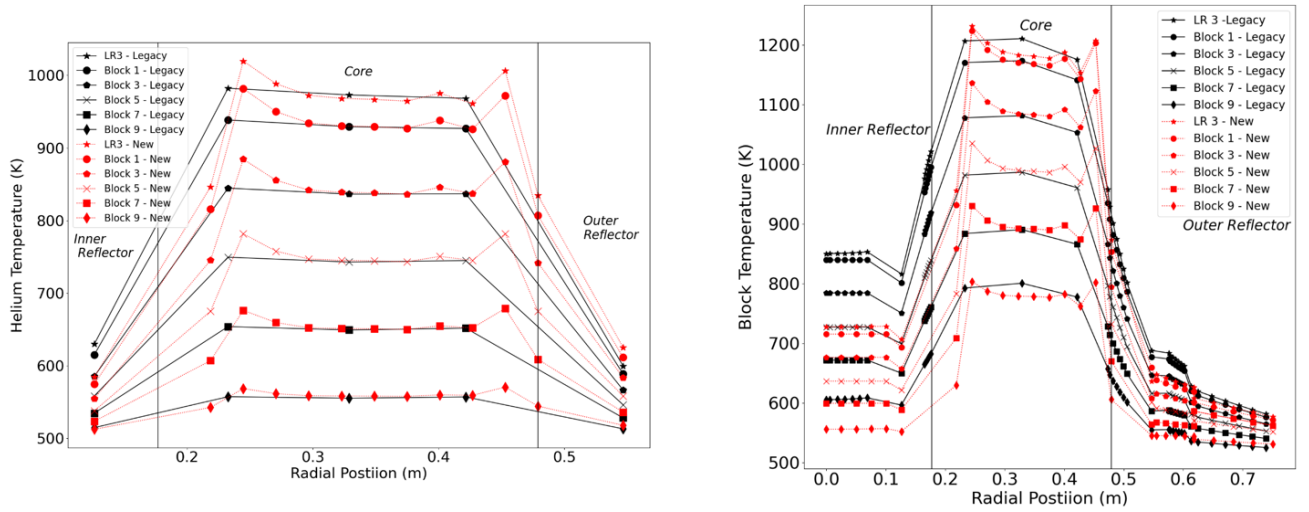 LR3 - Legacy
Block 1 - Legacy
Block 3 - Legacy
Block 5 - Legacy
Block 7 - Legacy
Block 9 - Legacy
LR3 - New
Block 1 - New
Block 3 - New
Block 5 - New
Block 7 - New
Block 9 - New
Core
Inner
Reflector
Outer
Reflector
Helium Temperature (K)
1000
900
800
700
600
500
0.2
0.3
0.4
0.5
Radial Postiion (m)
Core
LR 3 -Legacy
Block 1 - Legacy
Block 3 - Legacy
Block 5 - Legacy
Block 7 - Legacy
Block 9 - Legacy
LR 3 - New
Block 1 - New
Block 3 - New
Block 5 - New
Block 7 - New
Block 9 - New
Inner Reflector
Outer Reflector
Block Temperature (K)
1200
1100
1000
900
800
700
600
500
0.0
0.1
0.2
0.3
0.4
0.5
0.6
0.7
Radial Postiion (m)